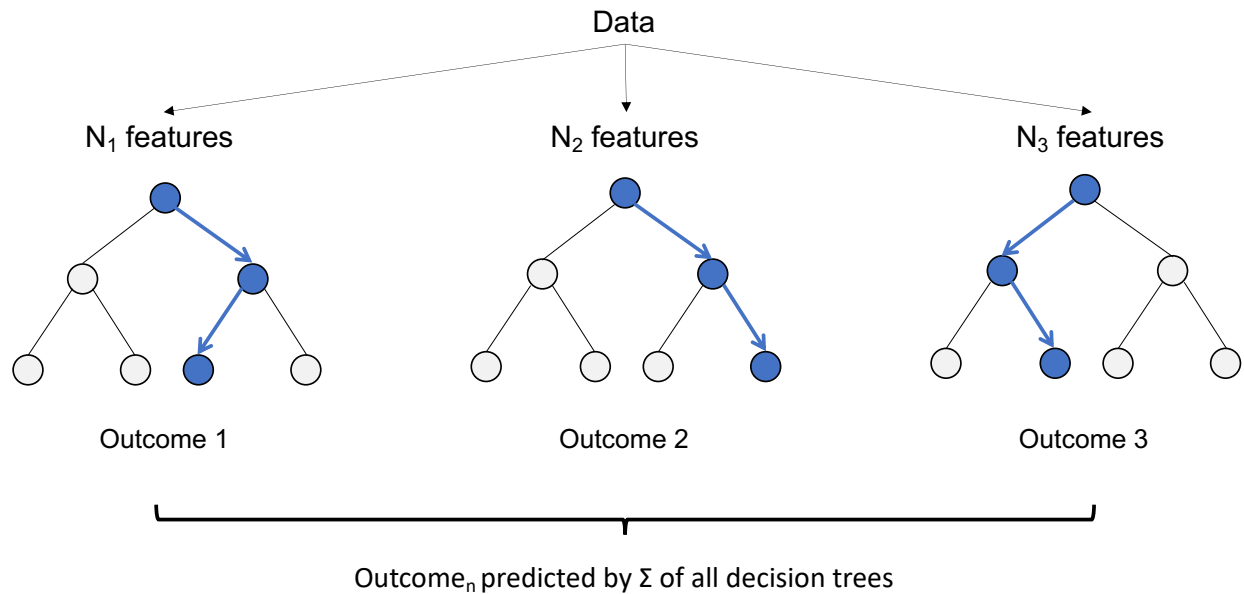 Data
N₁ features
N₂ features
N₃ features
Outcome 1
Outcome 2
Outcome 3
Outcomeₙ predicted by Σ of all decision trees